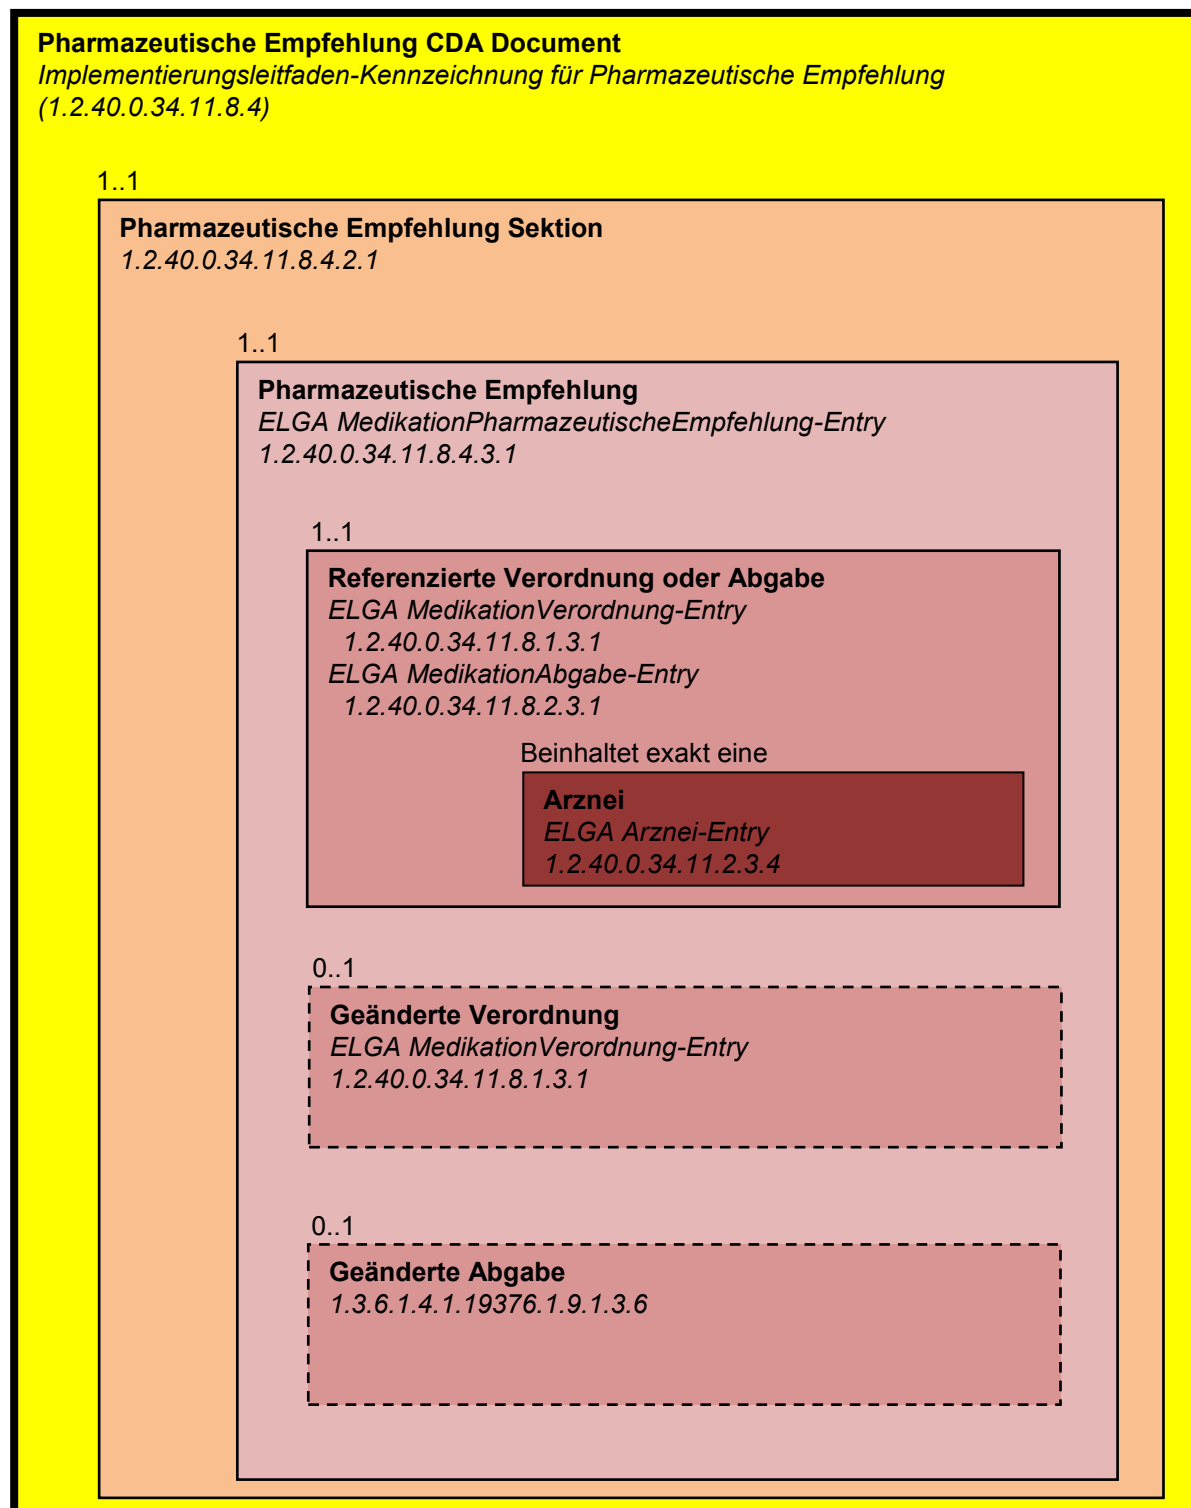 Pharmazeutische Empfehlung CDA Document
Implementierungsleitfaden-Kennzeichnung für Pharmazeutische Empfehlung
(1.2.40.0.34.11.8.4)
1..1
Pharmazeutische Empfehlung Sektion
1.2.40.0.34.11.8.4.2.1
1..1
Pharmazeutische Empfehlung
ELGA MedikationPharmazeutischeEmpfehlung-Entry
1.2.40.0.34.11.8.4.3.1
1..1
Referenzierte Verordnung oder Abgabe
ELGA MedikationVerordnung-Entry
1.2.40.0.34.11.8.1.3.1
ELGA MedikationAbgabe-Entry
1.2.40.0.34.11.8.2.3.1
Beinhaltet exakt eine
Arznei
ELGA Arznei-Entry
1.2.40.0.34.11.2.3.4
0..1
Geänderte Verordnung
ELGA MedikationVerordnung-Entry
1.2.40.0.34.11.8.1.3.1
0..1
Geänderte Abgabe
1.3.6.1.4.1.19376.1.9.1.3.6